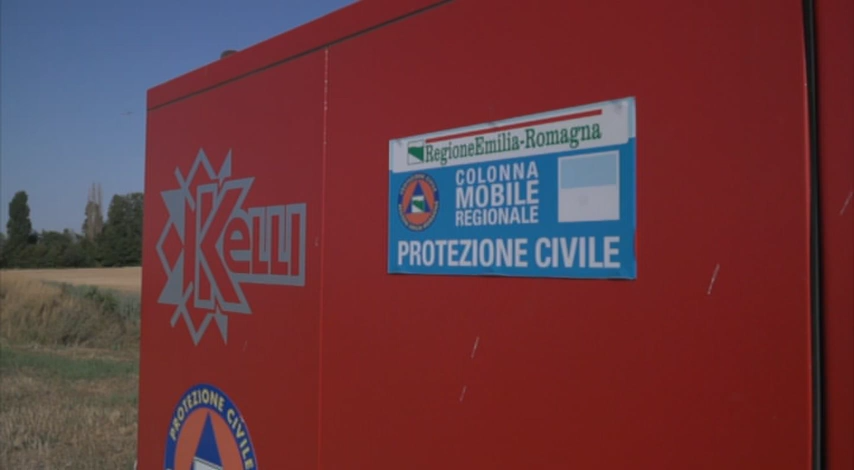 RegioneEmilia-Romagna
COLONNA
MOBILE
REGIONALE
PROTEZIONE CIVILE
KELLI
PROTEZIONE CIVILE